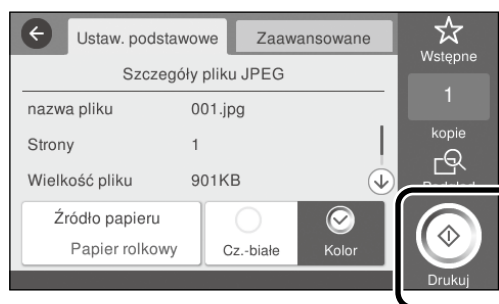 Ustaw. podstawowe
Zaawansowane
Szczegóły pliku JPEG
nazwa pliku 001.jpg
Strony 1
Wielkość pliku 901KB
Źródło papieru
Papier rolkowy
Cz.-białe
Kolor
Wstępne
1
kopie
Drukuj